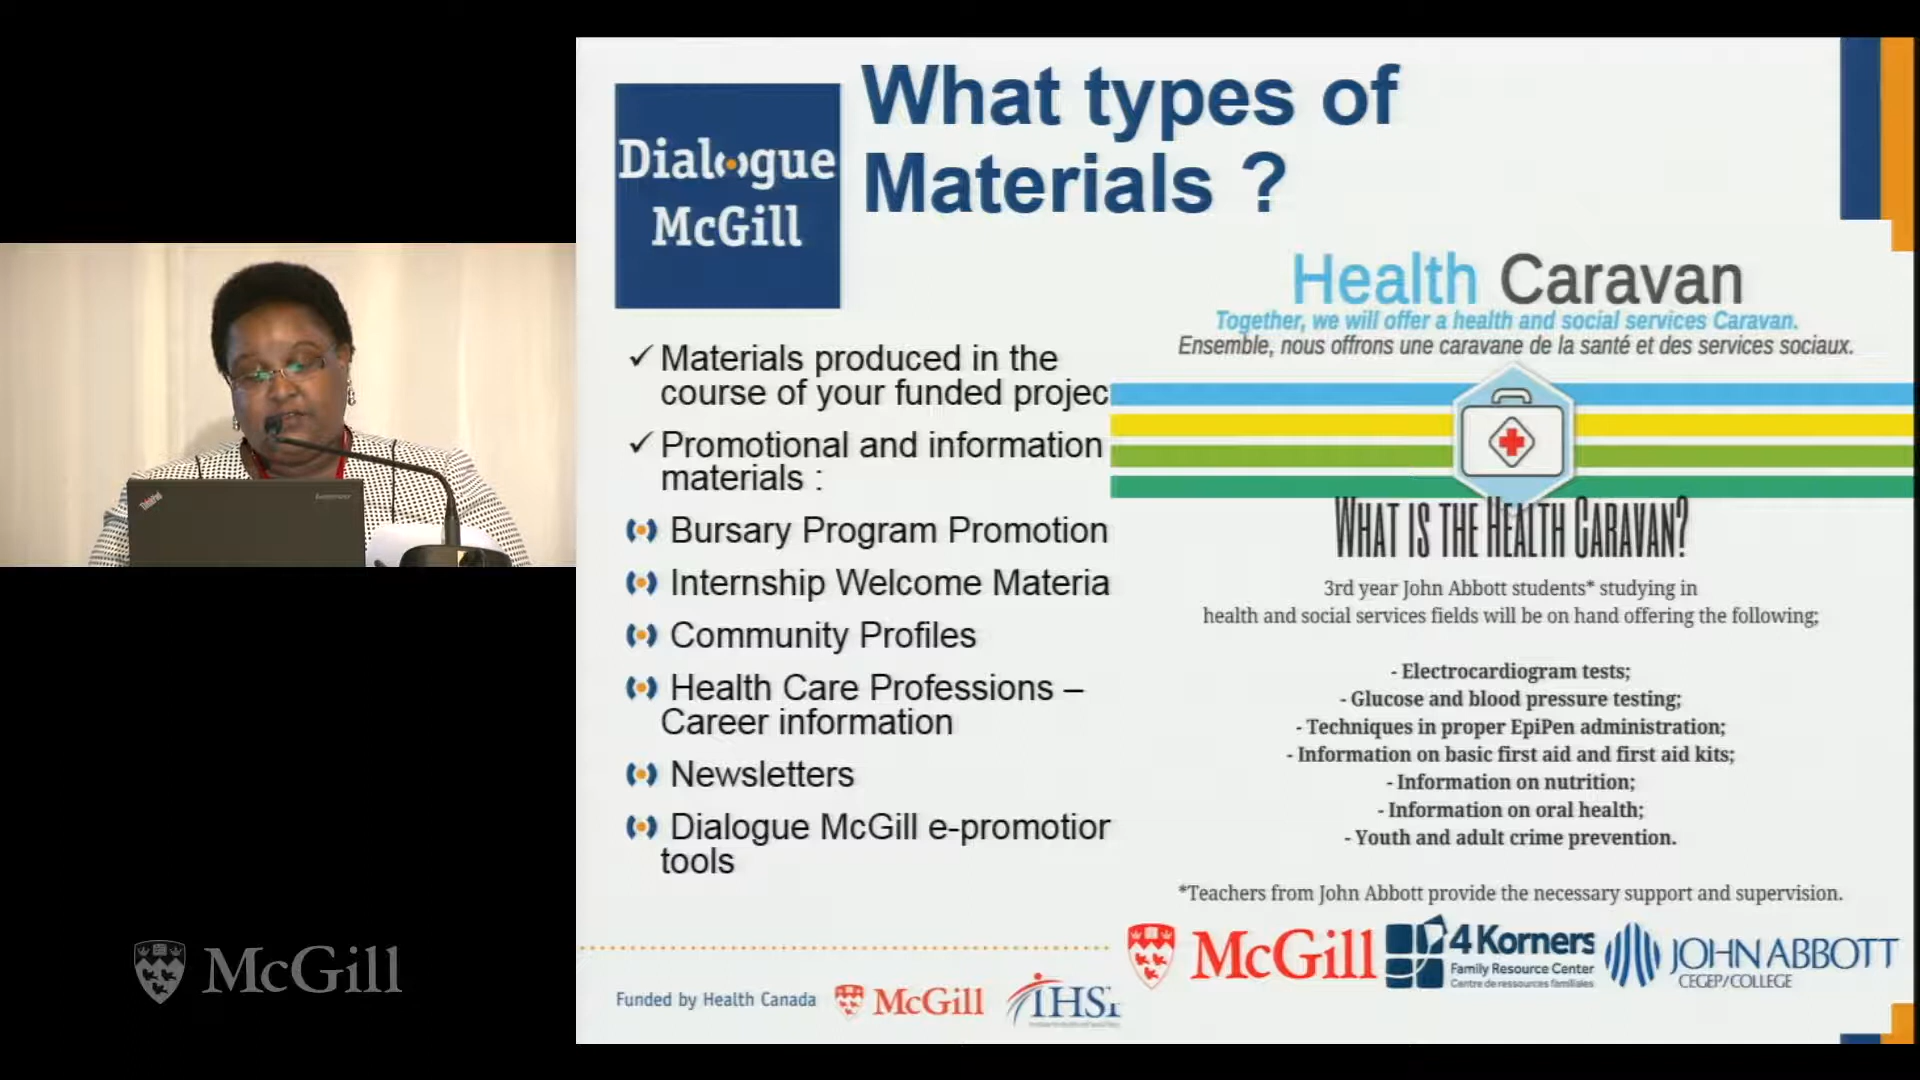 What types of
Materials ?
Dialogue
McGill
Health Caravan
Together, we will offer a health and social services Caravan.
Ensemble, nous offrons une caravane de la santé et des services sociaux.
✓ Materials produced in the
course of your funded projec
✓ Promotional and information
materials :
Bursary Program Promotion
Internship Welcome Materia
Community Profiles
Health Care Professions –
Career information
Newsletters
Dialogue McGill e-promotion
tools
WHAT IS THE HEALTH CARAVAN?
3rd year John Abbott students* studying in
health and social services fields will be on hand offering the following;
- Electrocardiogram tests;
- Glucose and blood pressure testing;
- Techniques in proper EpiPen administration;
- Information on basic first aid and first aid kits;
- Information on nutrition;
- Information on oral health;
- Youth and adult crime prevention.
*Teachers from John Abbott provide the necessary support and supervision.
McGill
4 Korners
Family Resource Center
Centre de ressources familiales
JOHN ABBOTT
CEGEP/COLLEGE
Funded by Health Canada
McGill
IHSI
McGill
ThinkPad
lenovo